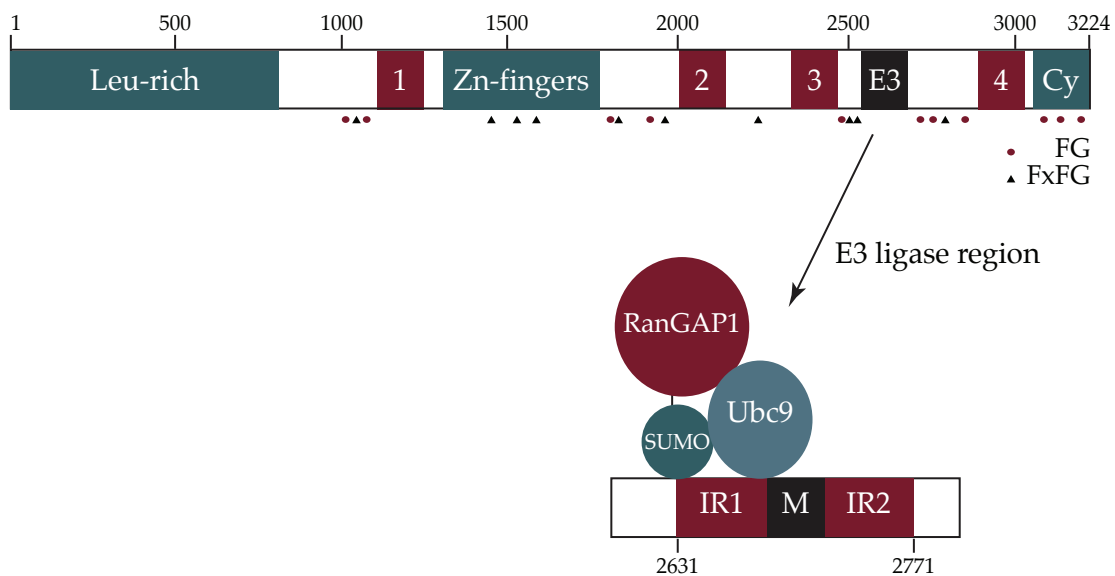 1 500 1000 1500 2000 2500 3000 3224
Leu-rich 1 Zn-fingers 2 3 E3 4 Cy
FG
FxFG
E3 ligase region
RanGAP1
Ubc9
SUMO
IR1 M IR2
2631 2771